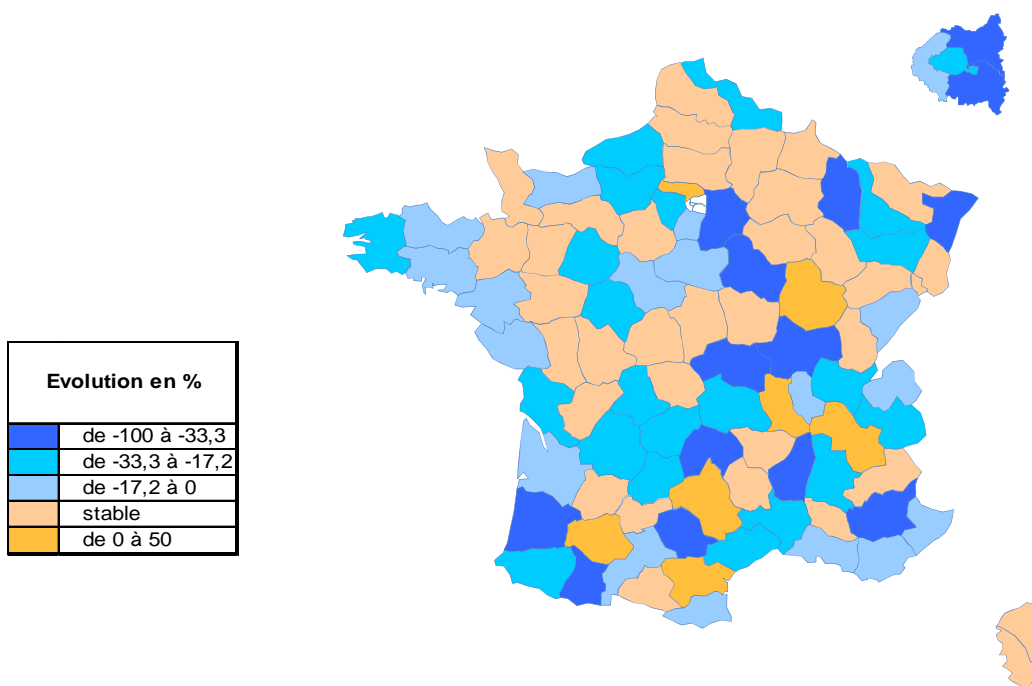 Evolution en %
de -100 à -33,3
de -33,3 à -17,2
de -17,2 à 0
stable
de 0 à 50